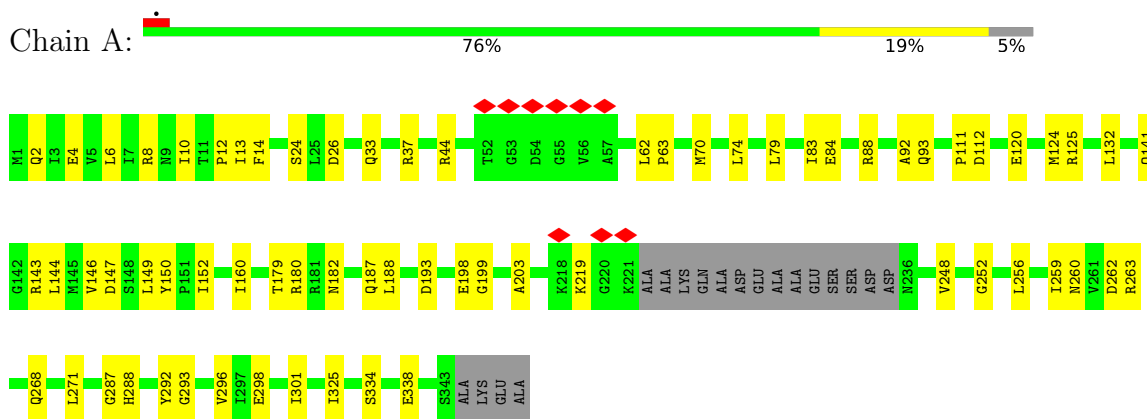 Chain A:
76% 19% 5%
M1 Q2 I3 E4 V5 L6 I7 R8 N9 I10 T11 P12 I13 F14 S24 L25 D26 Q33 R37 R44 T52 G53 D54 G55 V56 A57 L62 P63 M70 L74 L79 I83 E84 R88 A92 Q93 P111 D112 E120 M124 R125 L132
G142 R143 L144 M145 V146 D147 S148 L149 Y150 P151 I152 I160 T179 R180 R181 N182 Q187 L188 D193 E198 G199 A203 K218 K219 G220 K221 ALA ALA LYS GLN ALA ASP GLU ALA ALA GLU SER SER ASP ASP N236 V248 G252 L256 I259 N260 V261 D262 R263
Q268 L271 G287 H288 Y292 G293 V296 I297 E298 I301 I325 S334 E338 S343 ALA LYS GLU ALA